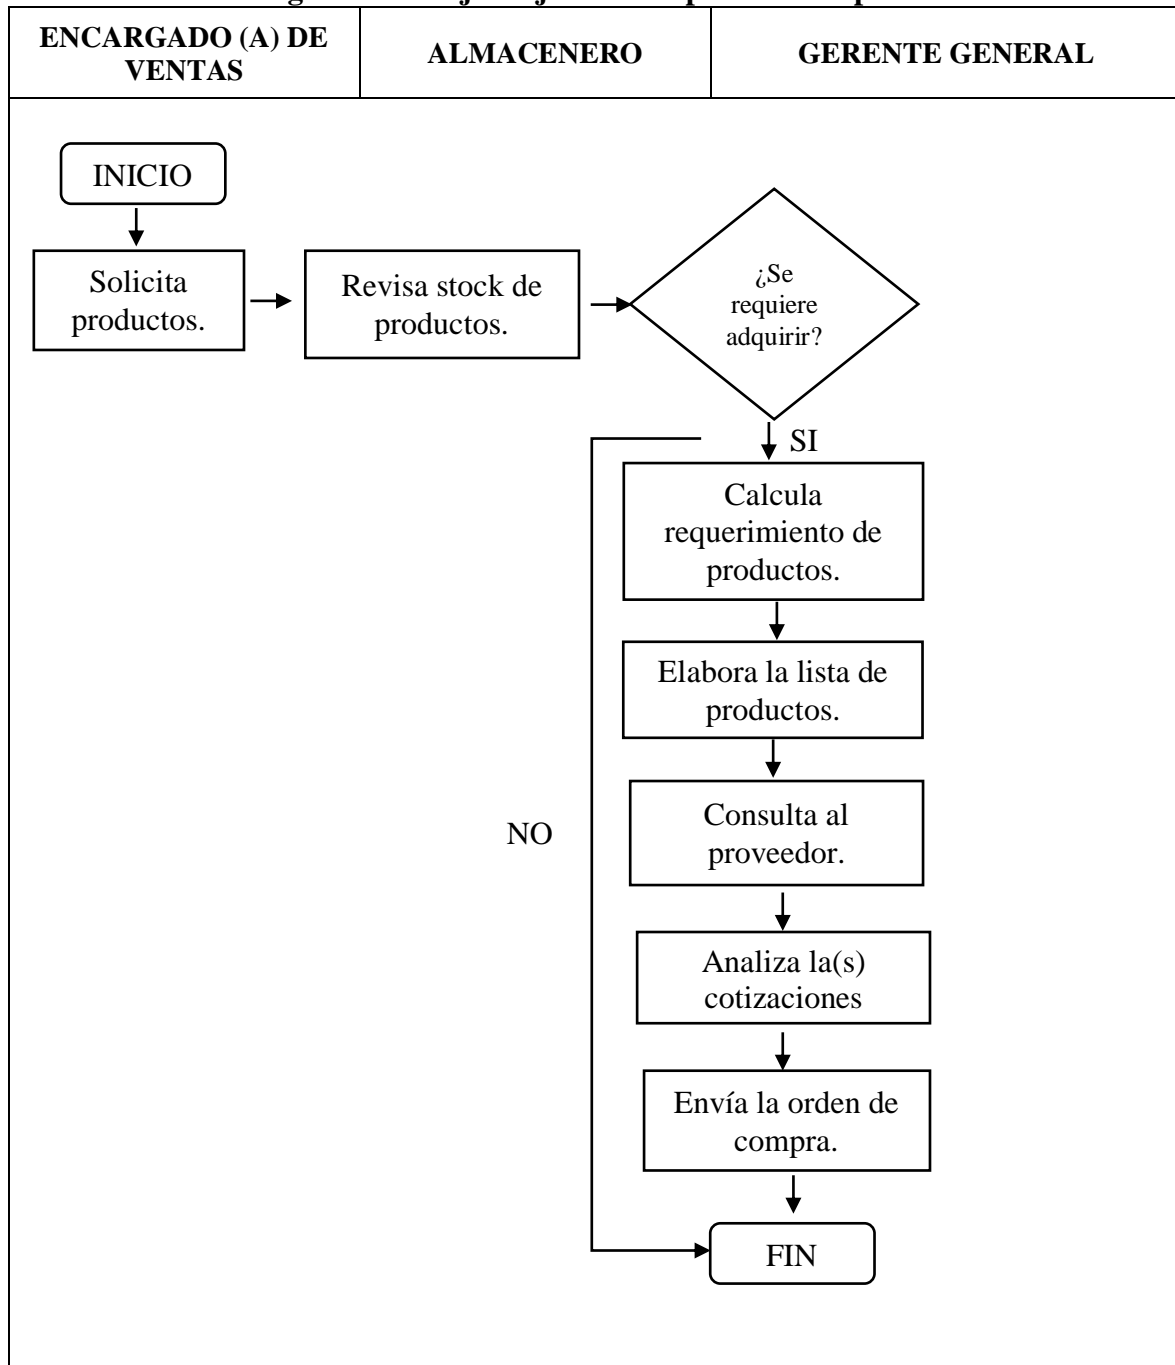 ENCARGADO (A) DE
VENTAS
ALMACENERO
GERENTE GENERAL
INICIO
Solicita
productos.
Revisa stock de
productos.
¿Se
requiere
adquirir?
SI
Calcula
requerimiento de
productos.
Elabora la lista de
productos.
NO
Consulta al
proveedor.
Analiza la(s)
cotizaciones
Envía la orden de
compra.
FIN